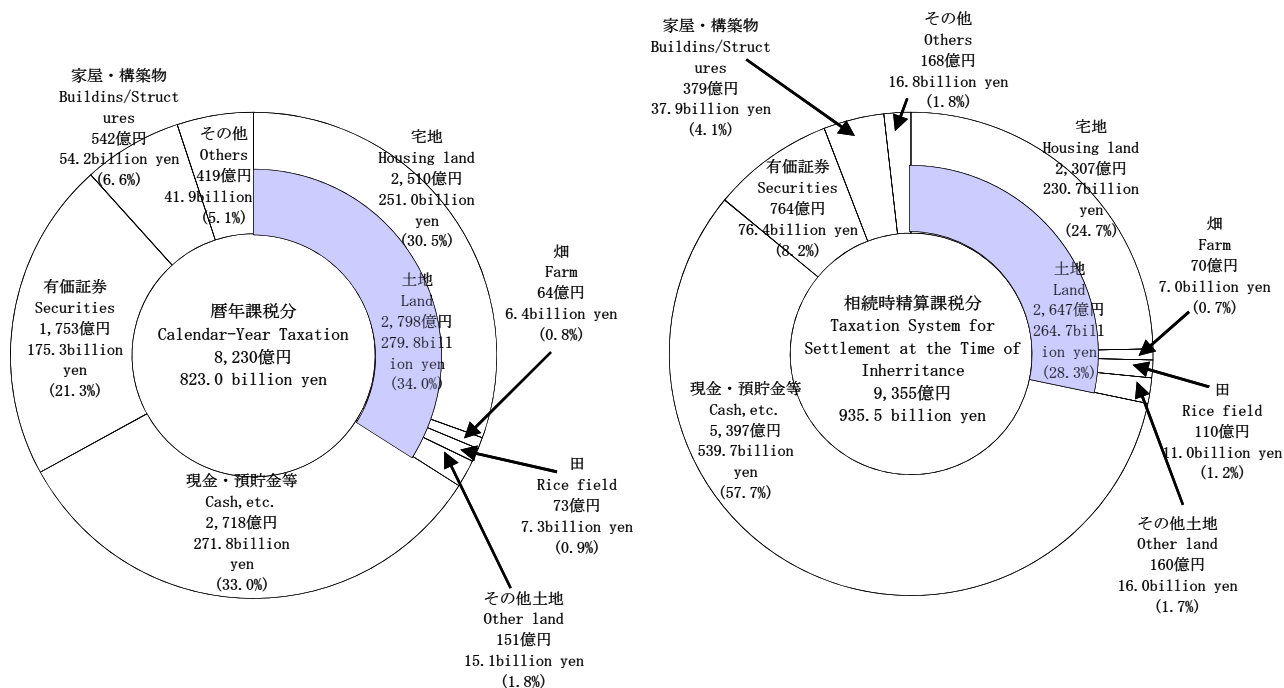 家屋・構築物
Buildins/Struct
ures
542億円
54.2billion yen
(6.6%)
その他
Others
419億円
41.9billion
(5.1%)
宅地
Housing land
2,510億円
251.0billion
yen
(30.5%)
土地
Land
2,798億円
279.8bill
ion yen
(34.0%)
畑
Farm
64億円
6.4billion yen
(0.8%)
田
Rice field
73億円
7.3billion yen
(0.9%)
その他土地
Other land
151億円
15.1billion yen
(1.8%)
現金・預貯金等
Cash,etc.
2,718億円
271.8billion
yen
(33.0%)
有価証券
Securities
1,753億円
175.3billion
yen
(21.3%)
暦年課税分
Calendar-Year Taxation
8,230億円
823.0 billion yen
家屋・構築物
Buildins/Struct
ures
379億円
37.9billion yen
(4.1%)
その他
Others
168億円
16.8billion yen
(1.8%)
宅地
Housing land
2,307億円
230.7billion
yen
(24.7%)
土地
Land
2,647億円
264.7bill
ion yen
(28.3%)
畑
Farm
70億円
7.0billion yen
(0.7%)
田
Rice field
110億円
11.0billion yen
(1.2%)
その他土地
Other land
160億円
16.0billion yen
(1.7%)
現金・預貯金等
Cash,etc.
5,397億円
539.7billion
yen
(57.7%)
有価証券
Securities
764億円
76.4billion yen
(8.2%)
相続時精算課税分
Taxation System for
Settlement at the Time of
Inherritance
9,355億円
935.5 billion yen